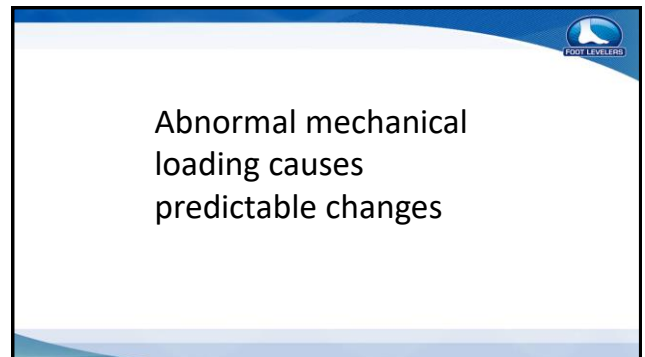 FOOT LEVELERS
Abnormal mechanical
loading causes
predictable changes